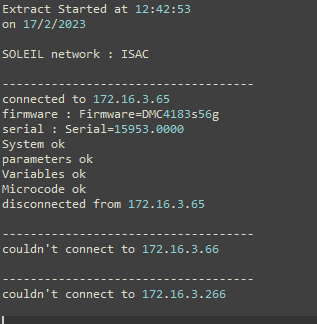 Extract Started at 12:42:53
on 17/2/2023
SOLEIL network : ISAC
------------------------------------
connected to 172.16.3.65
firmware : Firmware=DMC4183s56g
serial : Serial=15953.0000
System ok
parameters ok
Variables ok
Microcode ok
disconnected from 172.16.3.65
------------------------------------
couldn't connect to 172.16.3.66
------------------------------------
couldn't connect to 172.16.3.266